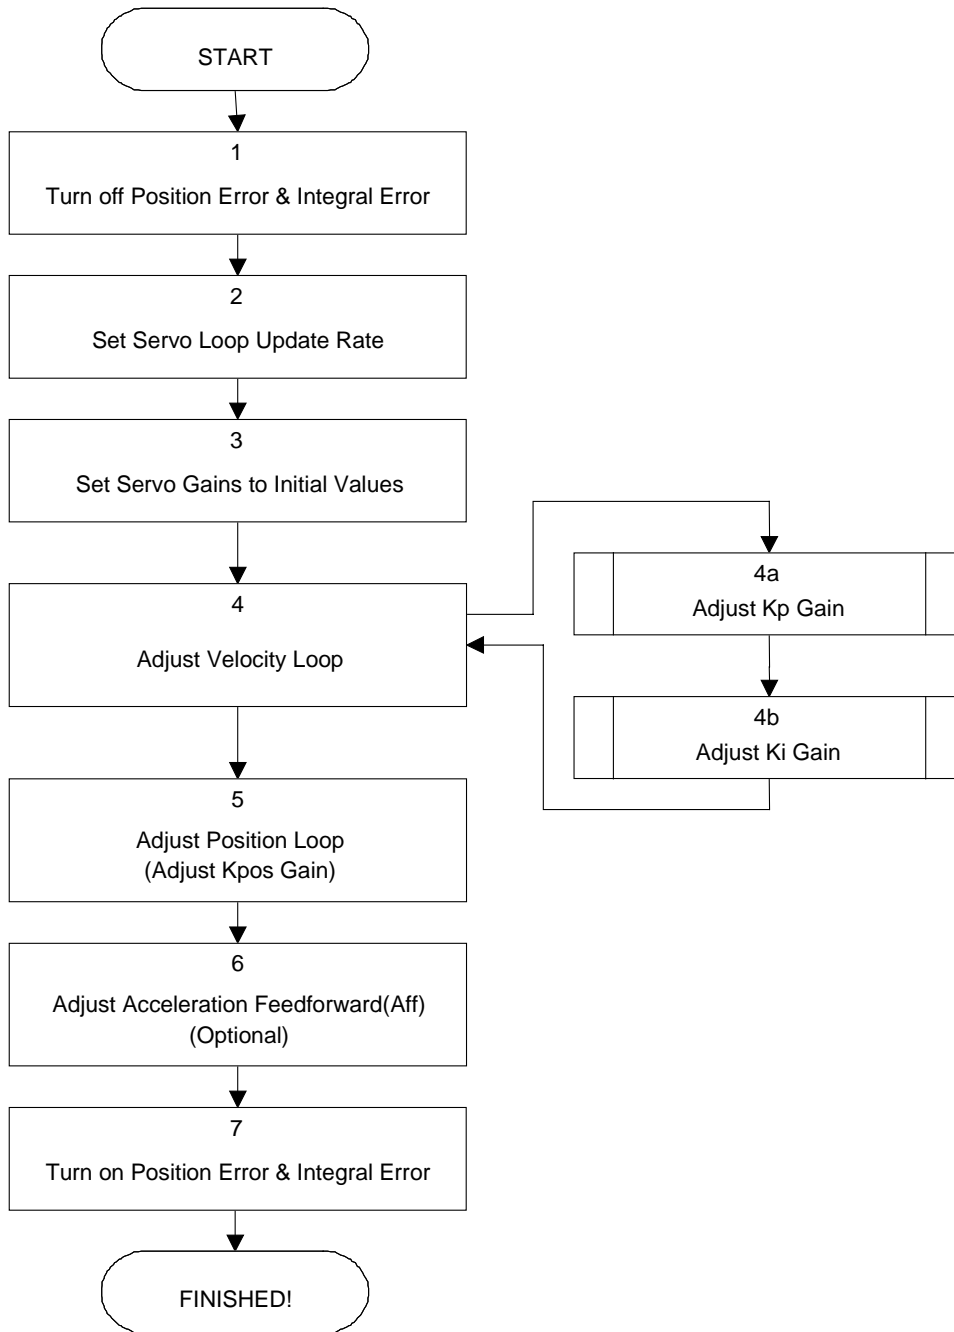 START
1
Turn off Position Error & Integral Error
2
Set Servo Loop Update Rate
3
Set Servo Gains to Initial Values
4
Adjust Velocity Loop
4a
Adjust Kp Gain
4b
Adjust Ki Gain
5
Adjust Position Loop
(Adjust Kpos Gain)
6
Adjust Acceleration Feedforward(Aff)
(Optional)
7
Turn on Position Error & Integral Error
FINISHED!